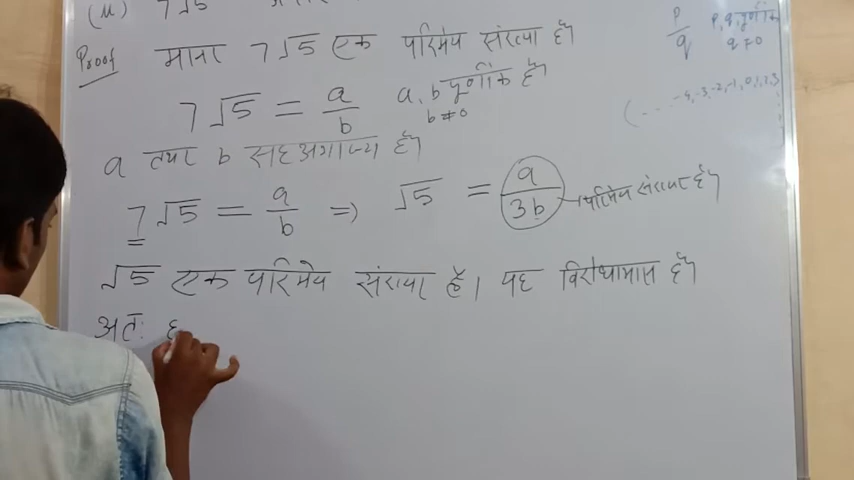 (ii) 7√5
Proof माना 7√5 एक परिमेय संख्या है।
p/q p, q पूर्णांक q≠0
7√5 = a/b a, b पूर्णांक है। b≠0
(... -4,-3,-2,-1,0,1,2,3
a तथा b सहअभाज्य है।
7√5 = a/b => √5 = a/3b परिमेय संख्या है।
√5 एक परिमेय संख्या है। यह विरोधाभास है।
अतः ह